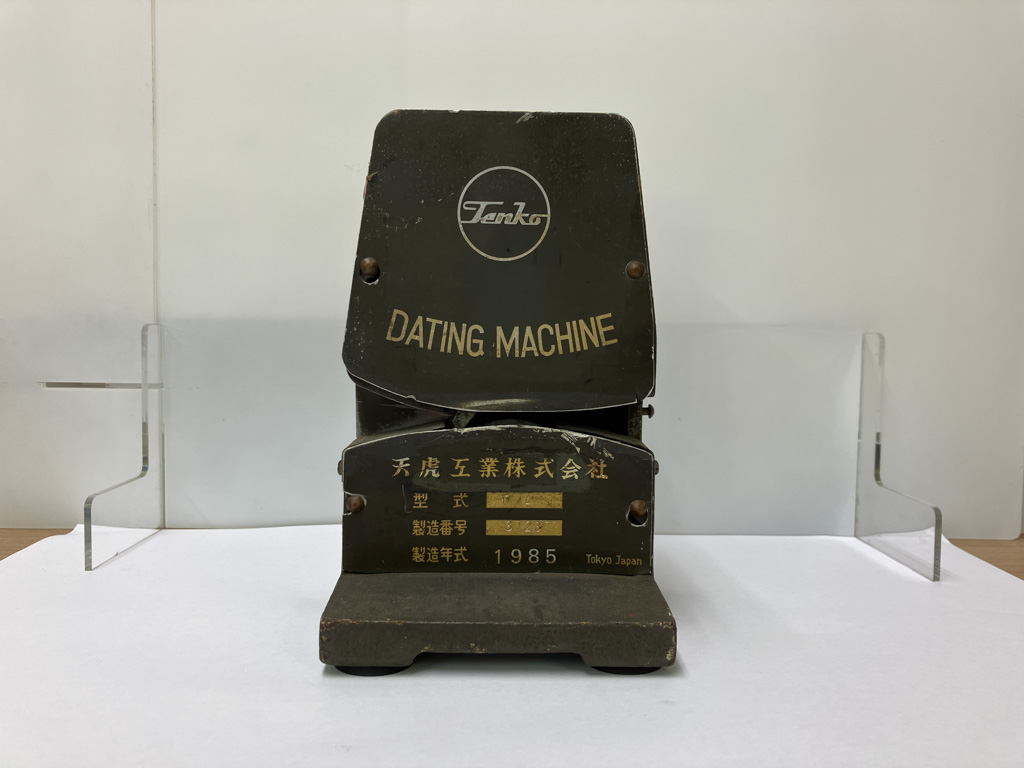 Tenko
DATING MACHINE
天虎工業株式会社
型 式
製造番号
製造年式 1985
Tokyo Japan